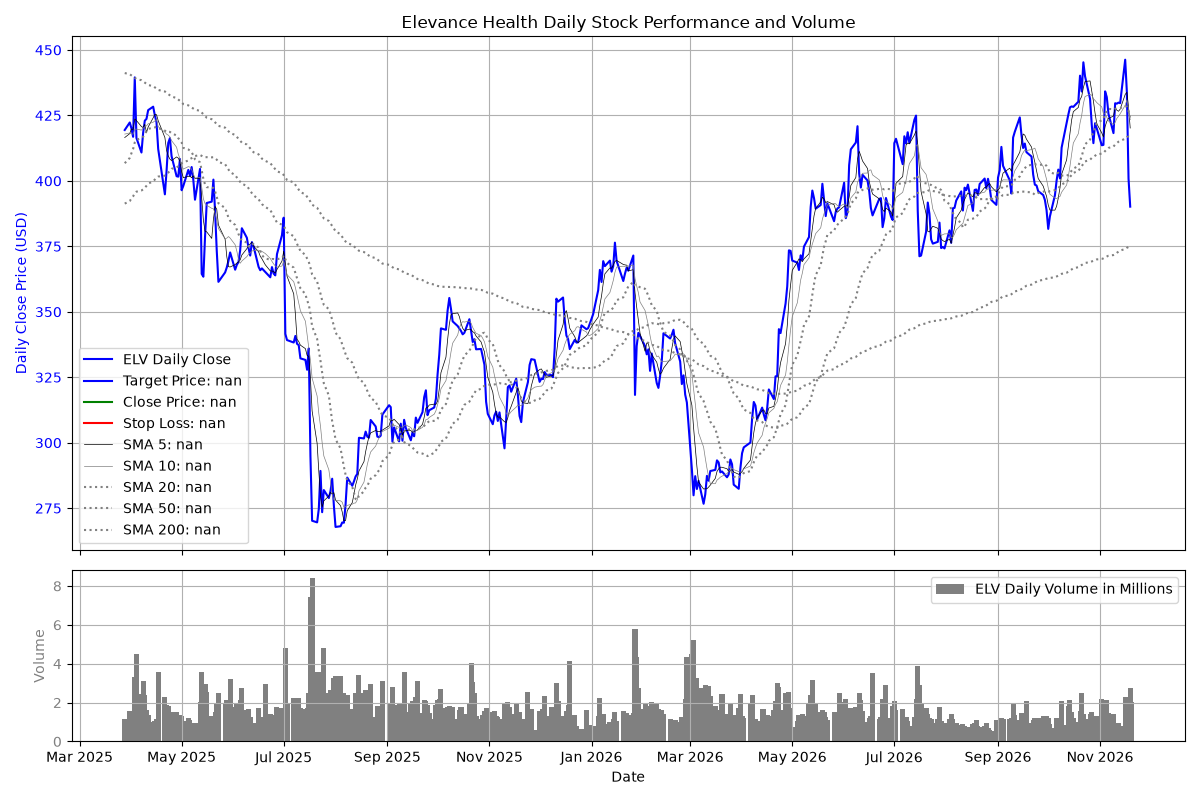 Elevance Health Daily Stock Performance and Volume
Daily Close Price (USD)
450
425
400
375
350
325
300
275
ELV Daily Close
Target Price: nan
Close Price: nan
Stop Loss: nan
SMA 5: nan
SMA 10: nan
SMA 20: nan
SMA 50: nan
SMA 200: nan
Volume
8
6
4
2
0
ELV Daily Volume in Millions
Mar 2025 May 2025 Jul 2025 Sep 2025 Nov 2025 Jan 2026 Mar 2026 May 2026 Jul 2026 Sep 2026 Nov 2026
Date